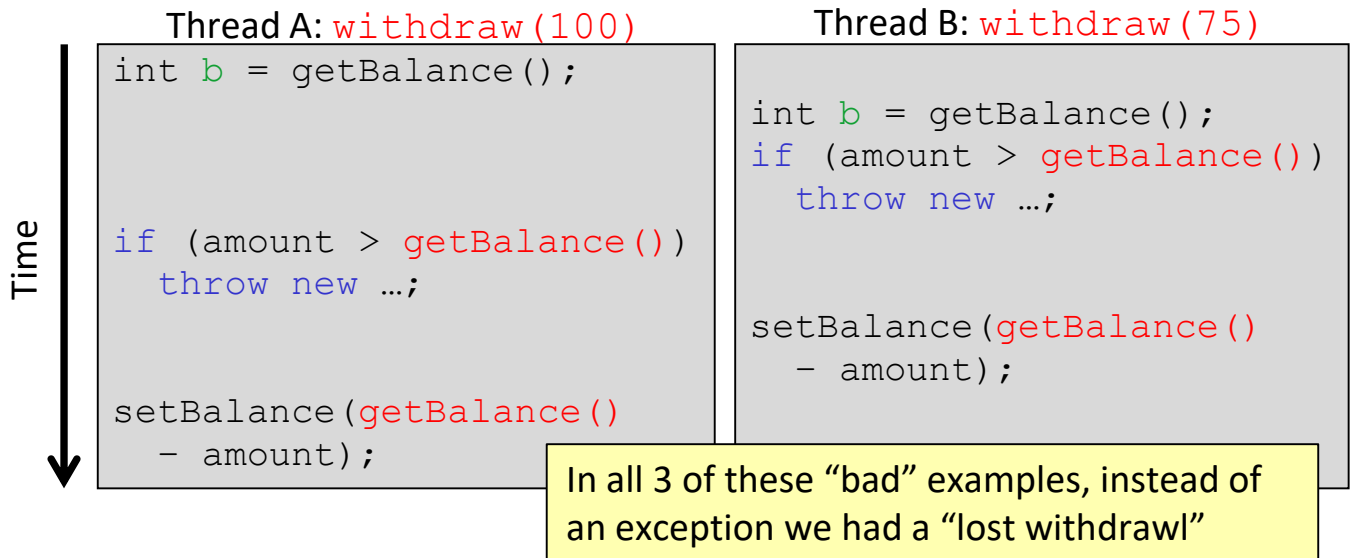 Thread A: withdraw(100)
int b = getBalance();
if (amount > getBalance())
throw new …;
setBalance(getBalance()
– amount);
Thread B: withdraw(75)
int b = getBalance();
if (amount > getBalance())
throw new …;
setBalance(getBalance()
– amount);
Time
In all 3 of these “bad” examples, instead of
an exception we had a “lost withdrawl”